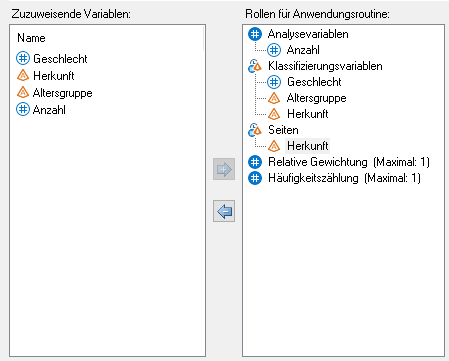 Zuzuweisende Variablen:
Name
Geschlecht
Herkunft
Altersgruppe
Anzahl
Rollen für Anwendungsroutine:
Analysevariablen
Anzahl
Klassifizierungsvariablen
Geschlecht
Altersgruppe
Herkunft
Seiten
Herkunft
Relative Gewichtung (Maximal: 1)
Häufigkeitszählung (Maximal: 1)